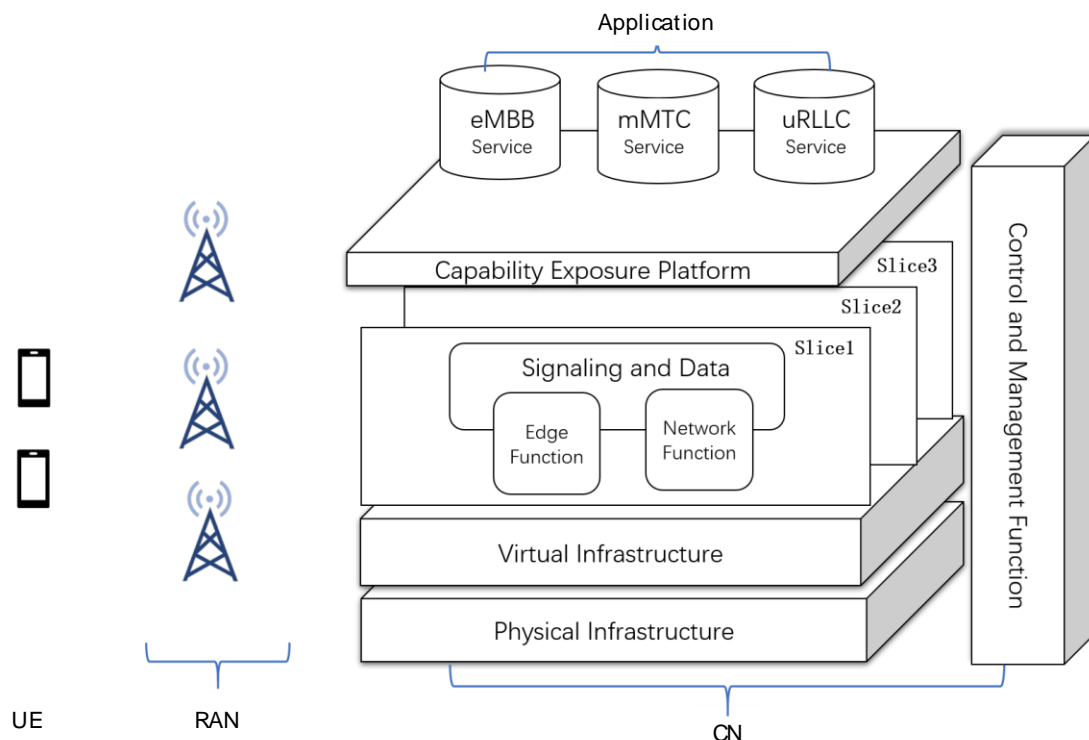 Application
eMBB
Service
mMTC
Service
uRLLC
Service
Capability Exposure Platform
Slice3
Slice2
Slice1
Signaling and Data
Edge
Function
Network
Function
Virtual Infrastructure
Physical Infrastructure
Control and Management Function
UE
RAN
CN